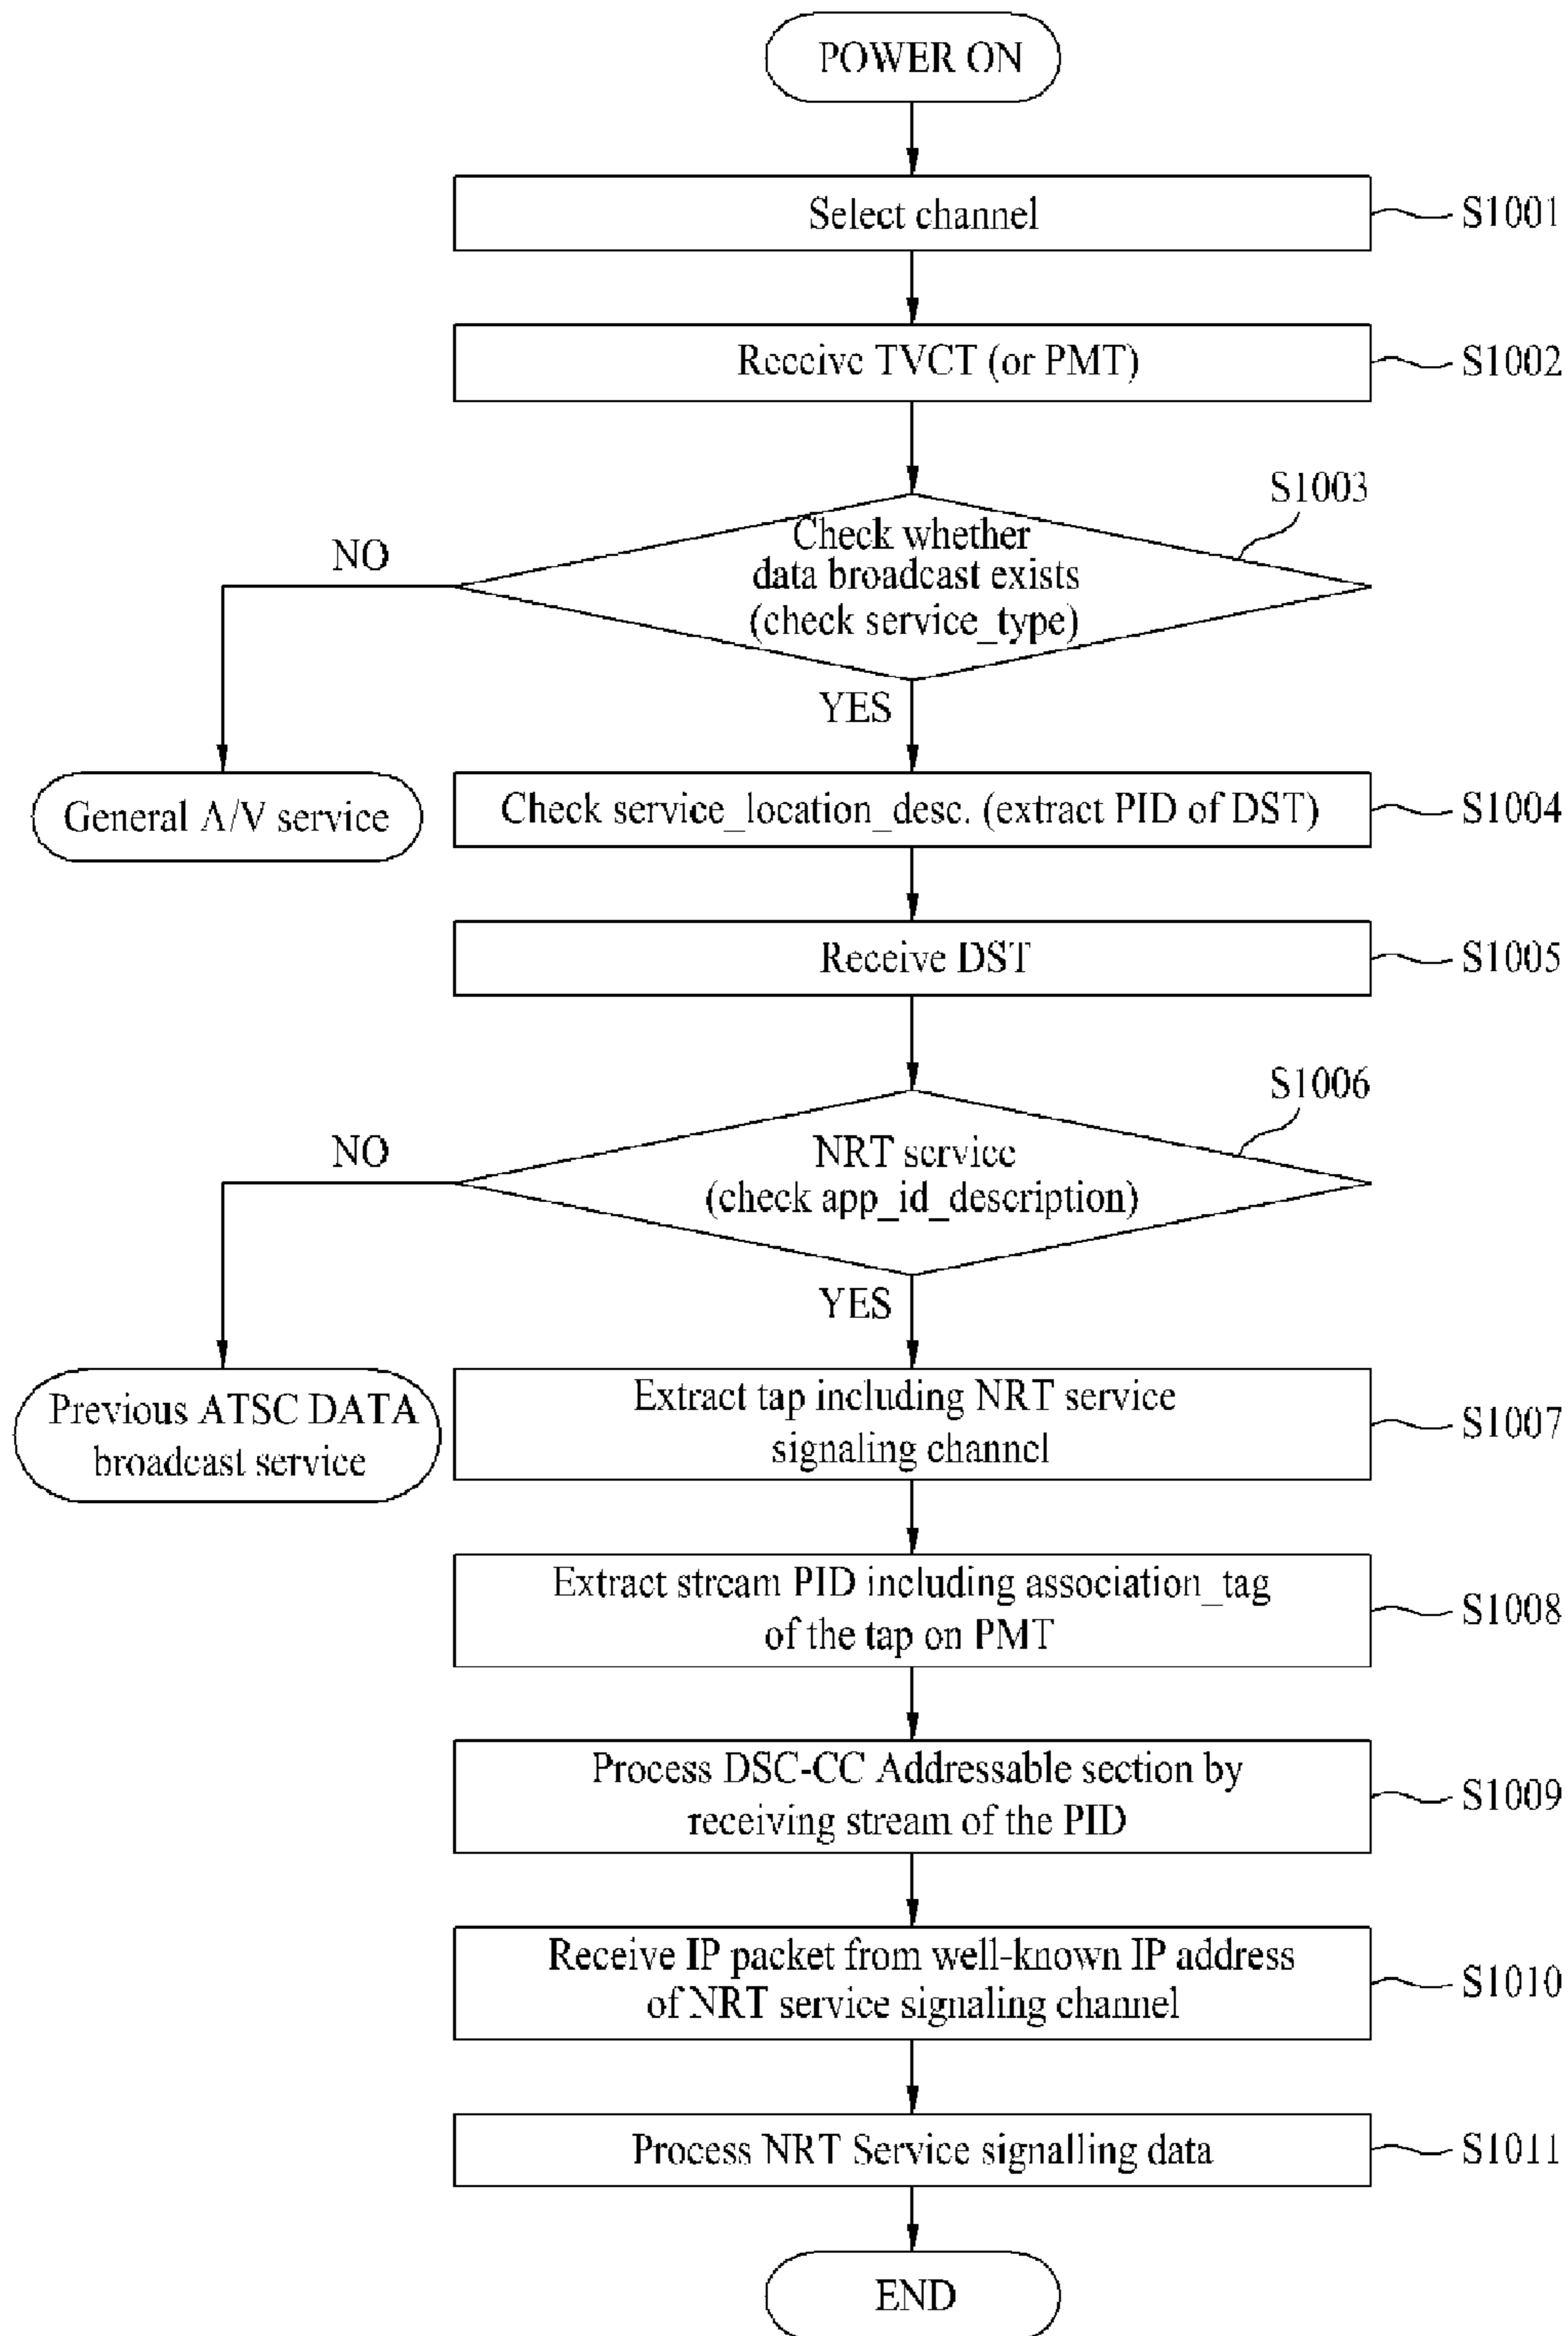 POWER ON
Select channel
S1001
Receive TVCT (or PMT)
S1002
S1003
Check whether
data broadcast exists
(check service_type)
NO
YES
General A/V service
Check service_location_desc. (extract PID of DST)
S1004
Receive DST
S1005
S1006
NRT service
(check app_id_description)
NO
YES
Previous ATSC DATA
broadcast service
Extract tap including NRT service
signaling channel
S1007
Extract stream PID including association_tag
of the tap on PMT
S1008
Process DSC-CC Addressable section by
receiving stream of the PID
S1009
Receive IP packet from well-known IP address
of NRT service signaling channel
S1010
Process NRT Service signalling data
S1011
END